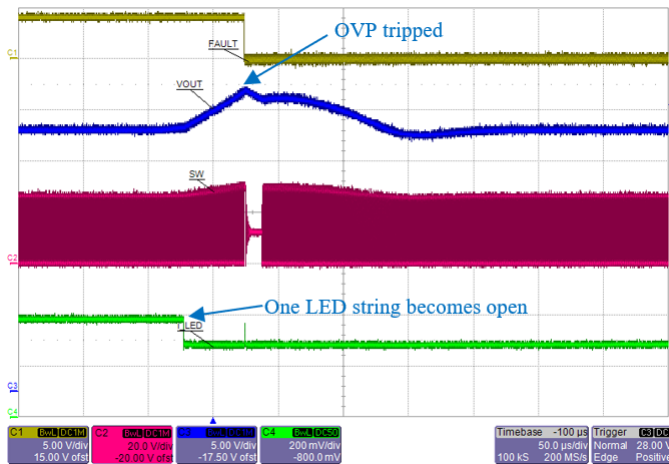 OVP tripped
FAULT
C1
VOUT
SW
C2
One LED string becomes open
I_LED
C3
C4
C1 BwL DC1M
5.00 V/div
15.00 V ofst
C2 BwL DC1M
20.0 V/div
-20.00 V ofst
BwL DC1M
5.00 V/div
-17.50 V ofst
C4 BwL DC50
200 mV/div
-800.0 mV
Timebase -100 µs
50.0 µs/div
100 kS 200 MS/s
Trigger C3 DC
Normal 28.00 V
Edge Positive